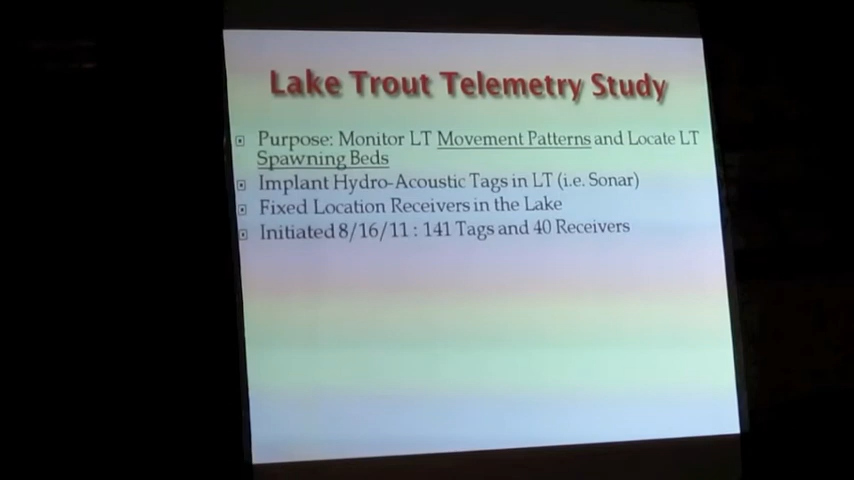 Lake Trout Telemetry Study
Purpose: Monitor LT Movement Patterns and Locate LT
Spawning Beds
Implant Hydro-Acoustic Tags in LT (i.e. Sonar)
Fixed Location Receivers in the Lake
Initiated 8/16/11 : 141 Tags and 40 Receivers